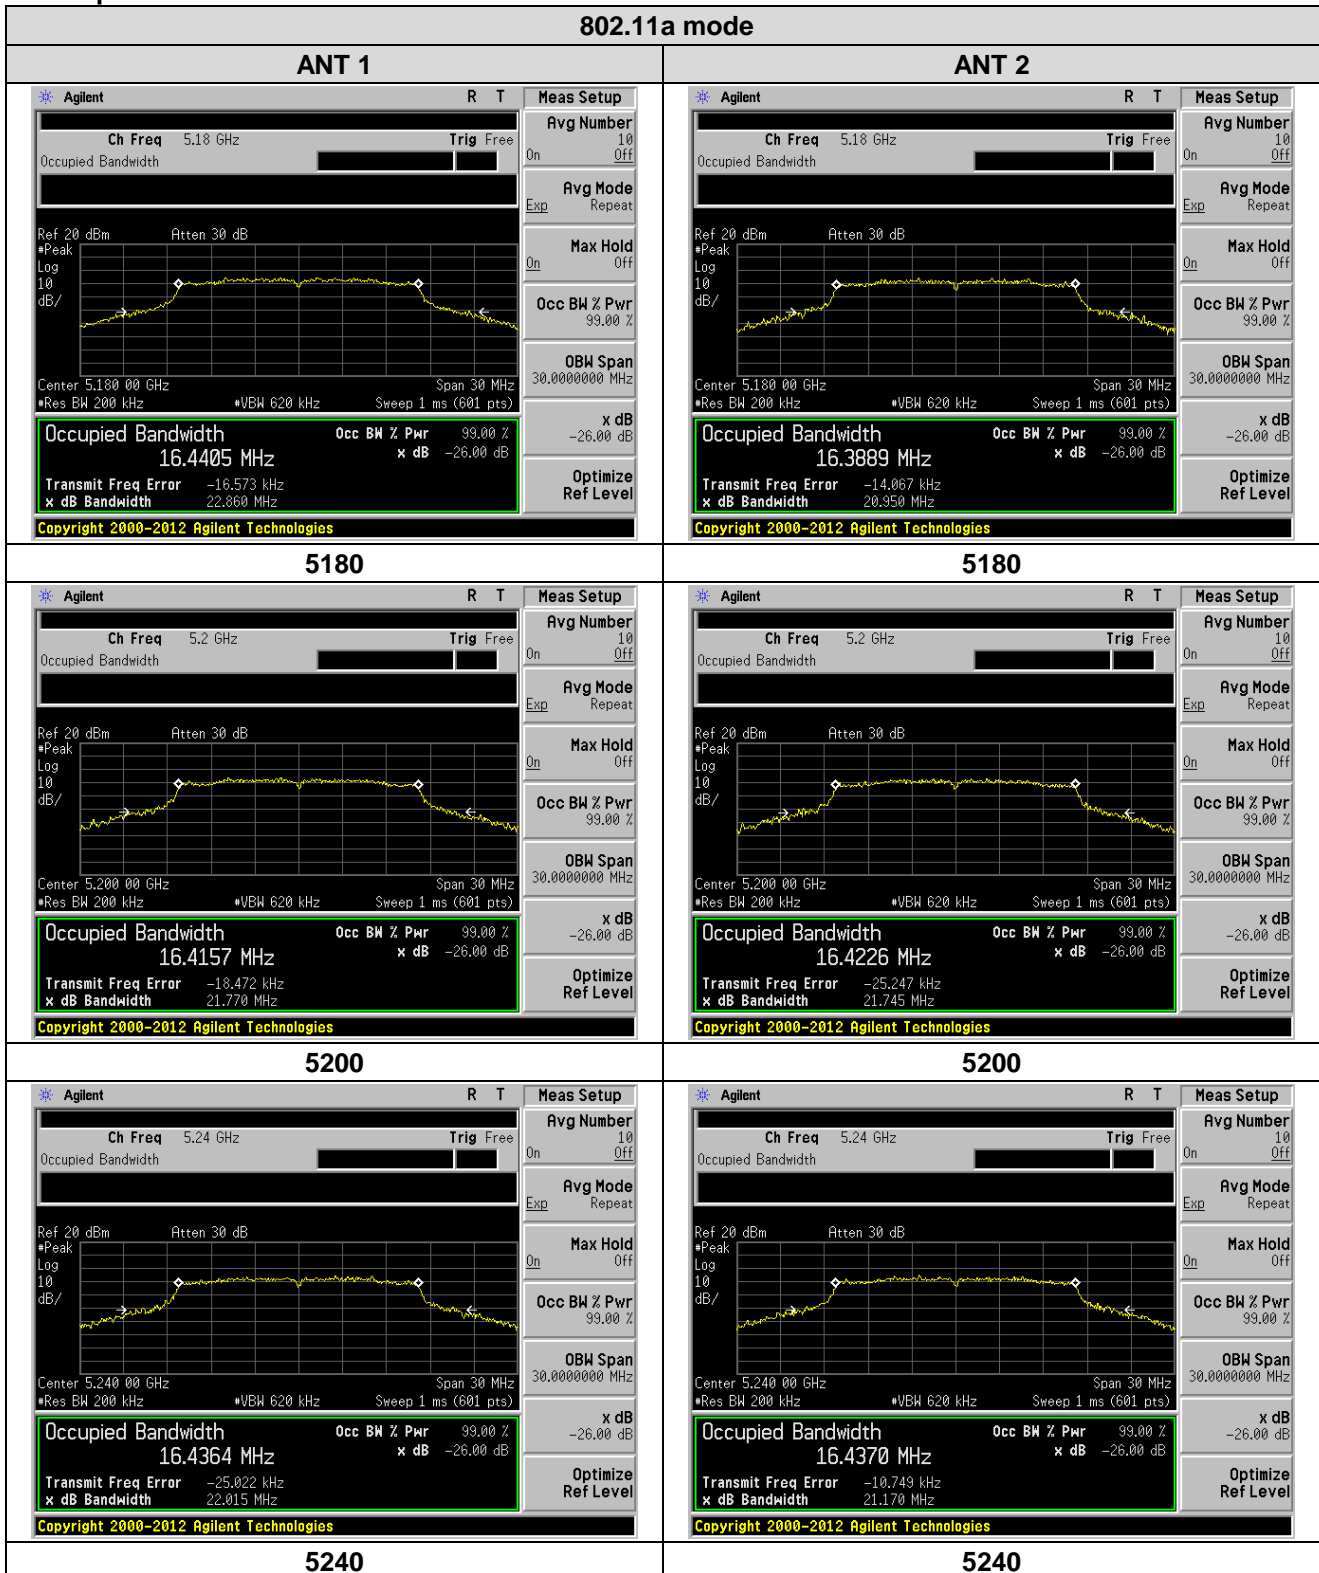 802.11a mode
ANT 1
ANT 2
Agilent R T Meas Setup
Ch Freq 5.18 GHz Trig Free
Occupied Bandwidth
Avg Number
10
On Off
Avg Mode
Exp Repeat
Ref 20 dBm Atten 30 dB
#Peak
Log
10
dB/
Max Hold
On Off
Occ BW % Pwr
99.00 %
OBW Span
30.0000000 MHz
Center 5.180 00 GHz Span 30 MHz
#Res BW 200 kHz #VBW 620 kHz Sweep 1 ms (601 pts)
x dB
-26.00 dB
Occupied Bandwidth Occ BW % Pwr 99.00 %
16.4405 MHz x dB -26.00 dB
Transmit Freq Error -16.573 kHz
x dB Bandwidth 22.860 MHz
Optimize
Ref Level
Copyright 2000-2012 Agilent Technologies
5180
Agilent R T Meas Setup
Ch Freq 5.18 GHz Trig Free
Occupied Bandwidth
Avg Number
10
On Off
Avg Mode
Exp Repeat
Ref 20 dBm Atten 30 dB
#Peak
Log
10
dB/
Max Hold
On Off
Occ BW % Pwr
99.00 %
OBW Span
30.0000000 MHz
Center 5.180 00 GHz Span 30 MHz
#Res BW 200 kHz #VBW 620 kHz Sweep 1 ms (601 pts)
x dB
-26.00 dB
Occupied Bandwidth Occ BW % Pwr 99.00 %
16.3889 MHz x dB -26.00 dB
Transmit Freq Error -14.067 kHz
x dB Bandwidth 20.950 MHz
Optimize
Ref Level
Copyright 2000-2012 Agilent Technologies
5180
Agilent R T Meas Setup
Ch Freq 5.2 GHz Trig Free
Occupied Bandwidth
Avg Number
10
On Off
Avg Mode
Exp Repeat
Ref 20 dBm Atten 30 dB
#Peak
Log
10
dB/
Max Hold
On Off
Occ BW % Pwr
99.00 %
OBW Span
30.0000000 MHz
Center 5.200 00 GHz Span 30 MHz
#Res BW 200 kHz #VBW 620 kHz Sweep 1 ms (601 pts)
x dB
-26.00 dB
Occupied Bandwidth Occ BW % Pwr 99.00 %
16.4157 MHz x dB -26.00 dB
Transmit Freq Error -18.472 kHz
x dB Bandwidth 21.770 MHz
Optimize
Ref Level
Copyright 2000-2012 Agilent Technologies
5200
Agilent R T Meas Setup
Ch Freq 5.2 GHz Trig Free
Occupied Bandwidth
Avg Number
10
On Off
Avg Mode
Exp Repeat
Ref 20 dBm Atten 30 dB
#Peak
Log
10
dB/
Max Hold
On Off
Occ BW % Pwr
99.00 %
OBW Span
30.0000000 MHz
Center 5.200 00 GHz Span 30 MHz
#Res BW 200 kHz #VBW 620 kHz Sweep 1 ms (601 pts)
x dB
-26.00 dB
Occupied Bandwidth Occ BW % Pwr 99.00 %
16.4226 MHz x dB -26.00 dB
Transmit Freq Error -25.247 kHz
x dB Bandwidth 21.745 MHz
Optimize
Ref Level
Copyright 2000-2012 Agilent Technologies
5200
Agilent R T Meas Setup
Ch Freq 5.24 GHz Trig Free
Occupied Bandwidth
Avg Number
10
On Off
Avg Mode
Exp Repeat
Ref 20 dBm Atten 30 dB
#Peak
Log
10
dB/
Max Hold
On Off
Occ BW % Pwr
99.00 %
OBW Span
30.0000000 MHz
Center 5.240 00 GHz Span 30 MHz
#Res BW 200 kHz #VBW 620 kHz Sweep 1 ms (601 pts)
x dB
-26.00 dB
Occupied Bandwidth Occ BW % Pwr 99.00 %
16.4364 MHz x dB -26.00 dB
Transmit Freq Error -25.022 kHz
x dB Bandwidth 22.015 MHz
Optimize
Ref Level
Copyright 2000-2012 Agilent Technologies
5240
Agilent R T Meas Setup
Ch Freq 5.24 GHz Trig Free
Occupied Bandwidth
Avg Number
10
On Off
Avg Mode
Exp Repeat
Ref 20 dBm Atten 30 dB
#Peak
Log
10
dB/
Max Hold
On Off
Occ BW % Pwr
99.00 %
OBW Span
30.0000000 MHz
Center 5.240 00 GHz Span 30 MHz
#Res BW 200 kHz #VBW 620 kHz Sweep 1 ms (601 pts)
x dB
-26.00 dB
Occupied Bandwidth Occ BW % Pwr 99.00 %
16.4370 MHz x dB -26.00 dB
Transmit Freq Error -10.749 kHz
x dB Bandwidth 21.170 MHz
Optimize
Ref Level
Copyright 2000-2012 Agilent Technologies
5240